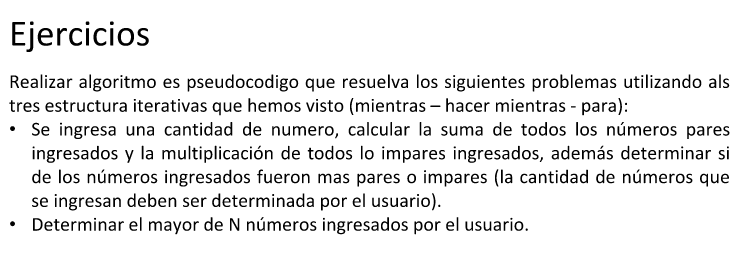 Ejercicios
Realizar algoritmo es pseudocodigo que resuelva los siguientes problemas utilizando als
tres estructura iterativas que hemos visto (mientras – hacer mientras - para):
• Se ingresa una cantidad de numero, calcular la suma de todos los números pares
ingresados y la multiplicación de todos lo impares ingresados, además determinar si
de los números ingresados fueron mas pares o impares (la cantidad de números que
se ingresan deben ser determinada por el usuario).
• Determinar el mayor de N números ingresados por el usuario.